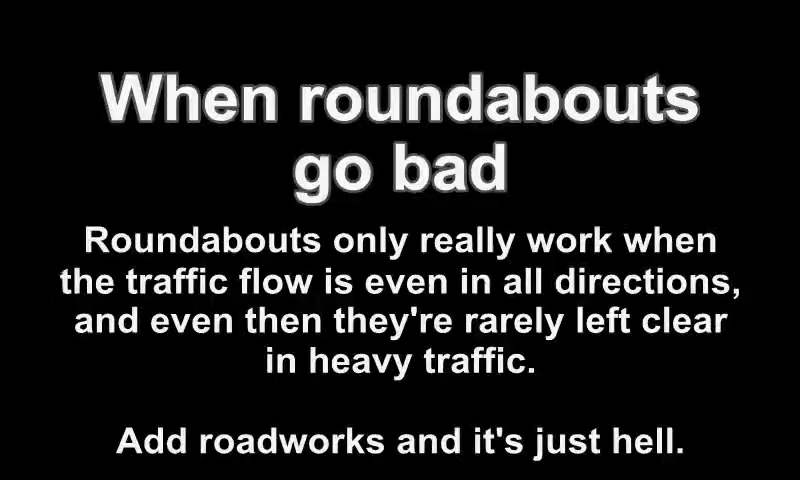 When roundabouts
go bad
Roundabouts only really work when
the traffic flow is even in all directions,
and even then they're rarely left clear
in heavy traffic.
Add roadworks and it's just hell.